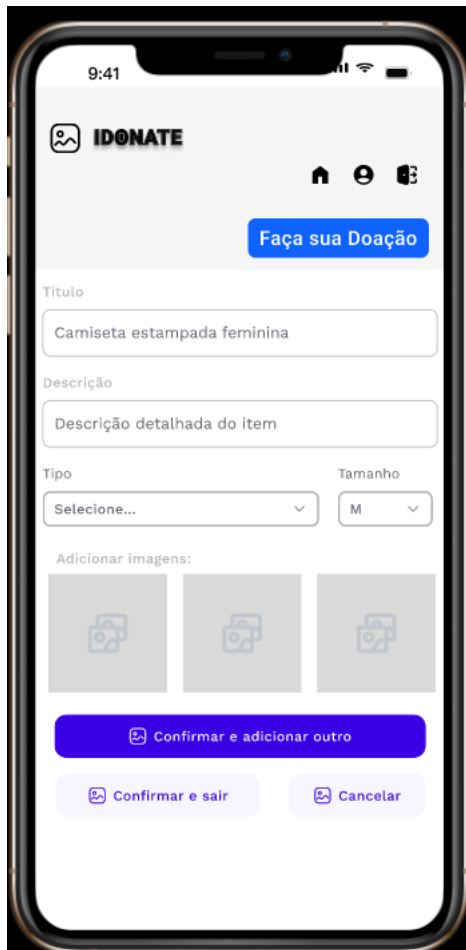 9:41
IDONATE
Faça sua Doação
Título
Camiseta estampada feminina
Descrição
Descrição detalhada do item
Tipo Tamanho
Selecione... M
Adicionar imagens:
Confirmar e adicionar outro
Confirmar e sair Cancelar